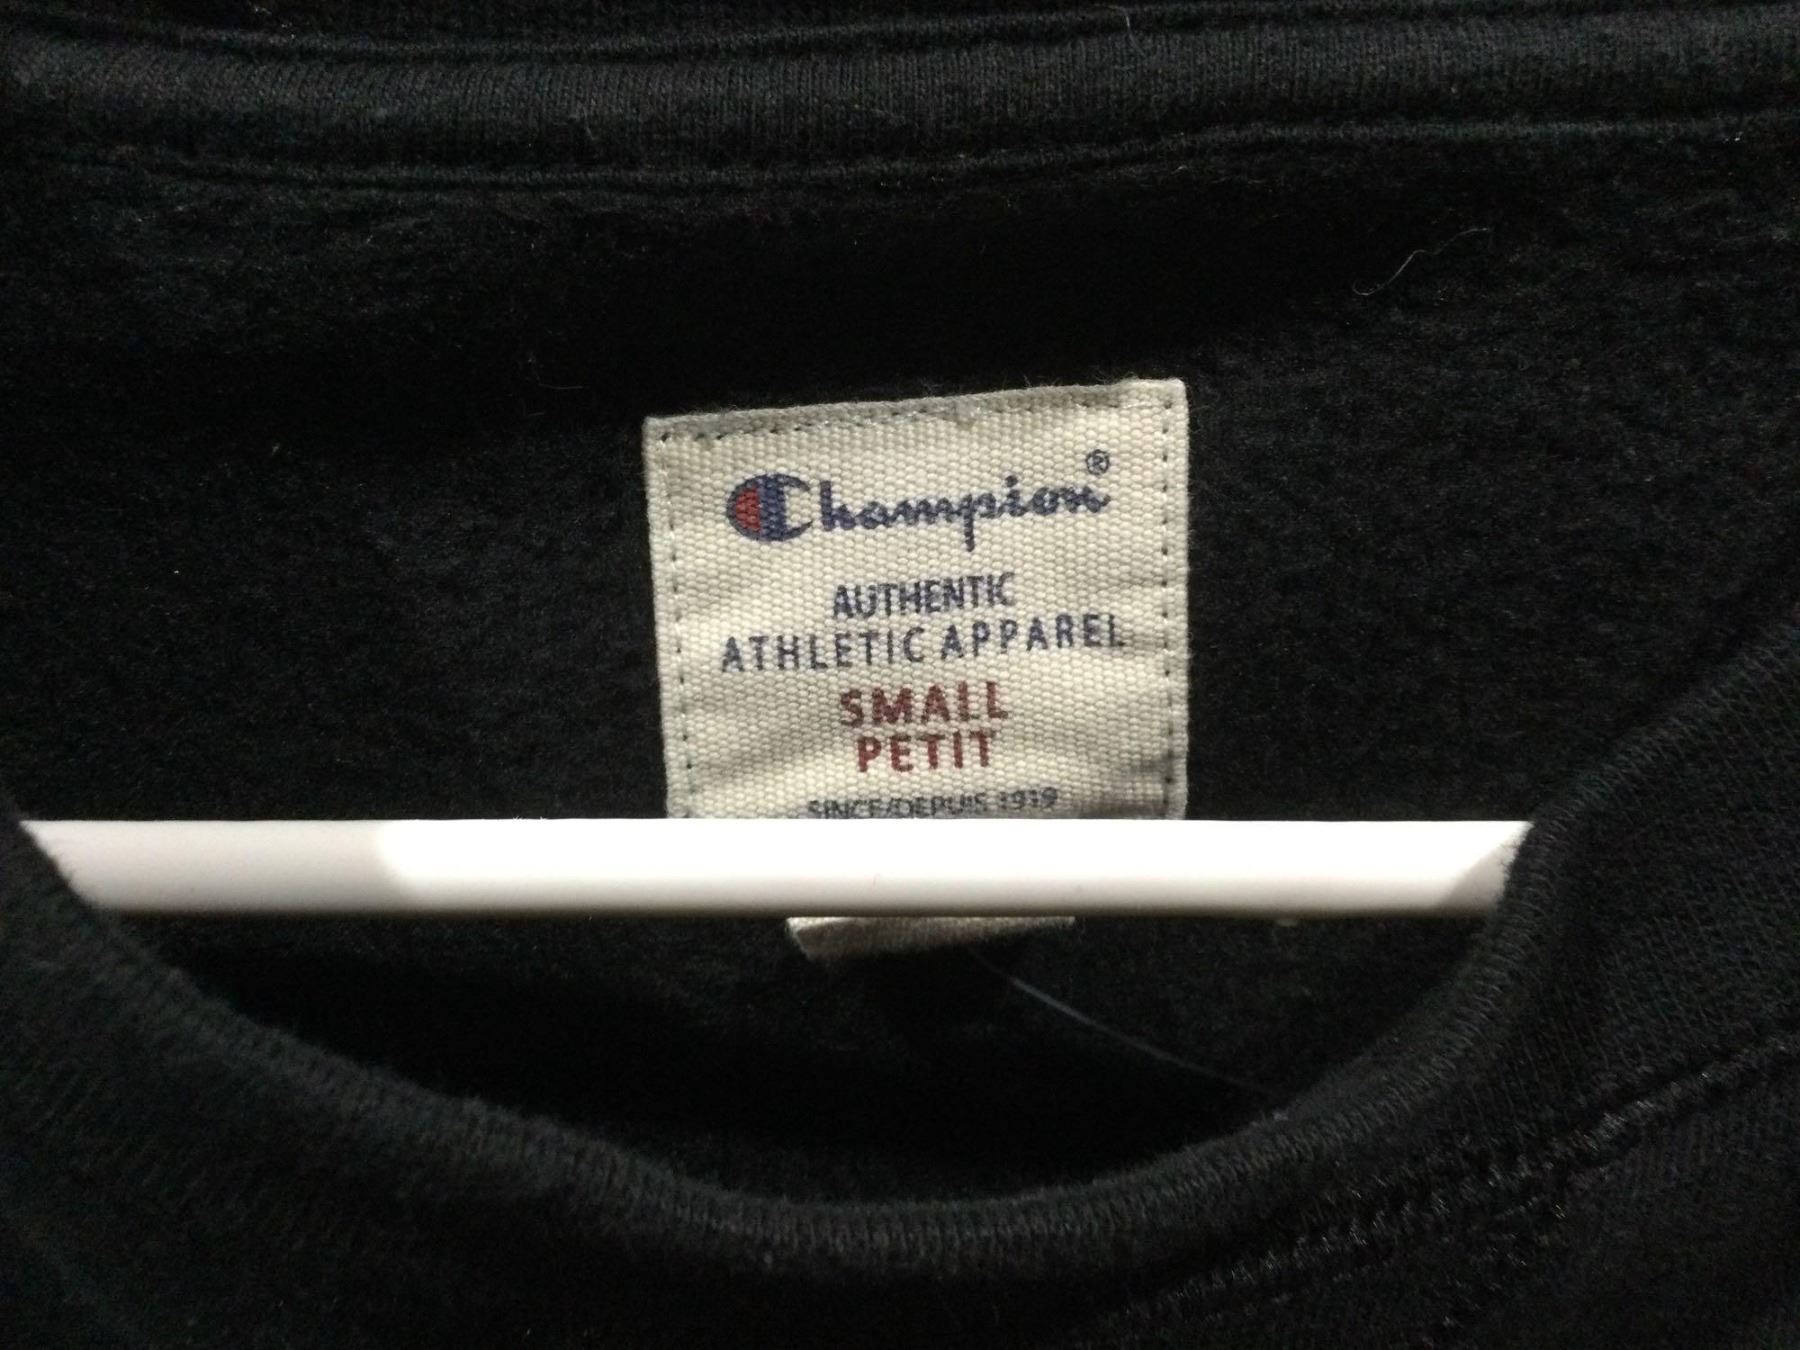 Champion®
AUTHENTIC
ATHLETIC APPAREL
SMALL
PETIT
SINCE/DEPUIS 1919